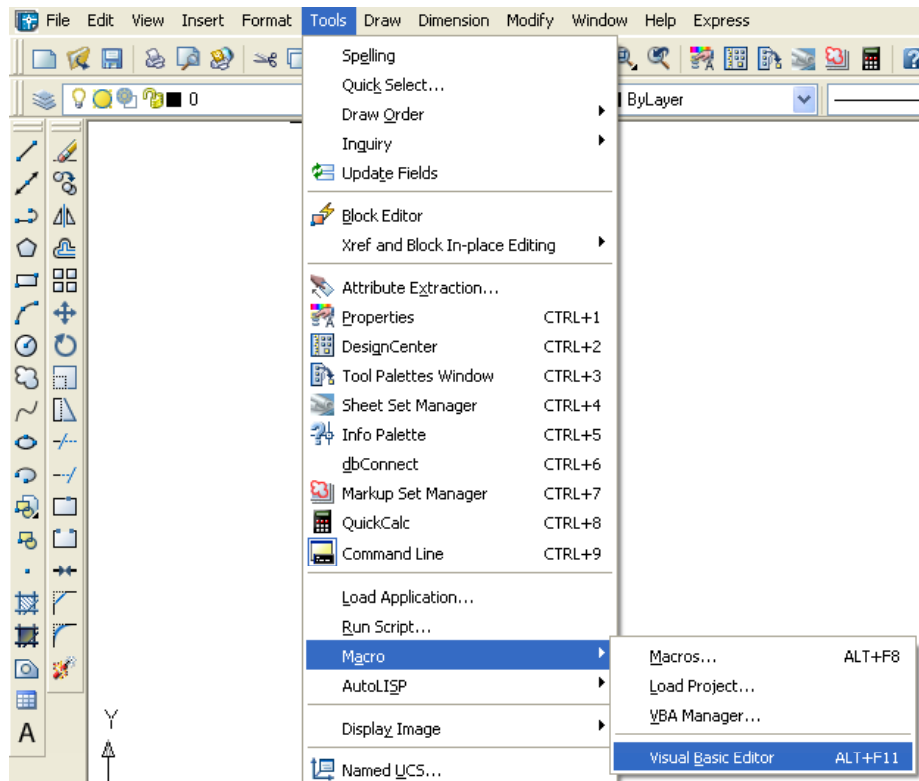 File Edit View Insert Format Tools Draw Dimension Modify Window Help Express
0
ByLayer
Spelling
Quick Select...
Draw Order
Inquiry
Update Fields
Block Editor
Xref and Block In-place Editing
Attribute Extraction...
Properties CTRL+1
DesignCenter CTRL+2
Tool Palettes Window CTRL+3
Sheet Set Manager CTRL+4
Info Palette CTRL+5
dbConnect CTRL+6
Markup Set Manager CTRL+7
QuickCalc CTRL+8
Command Line CTRL+9
Load Application...
Run Script...
Macro
AutoLISP
Display Image
Named UCS...
Macros... ALT+F8
Load Project...
VBA Manager...
Visual Basic Editor ALT+F11
A
Y